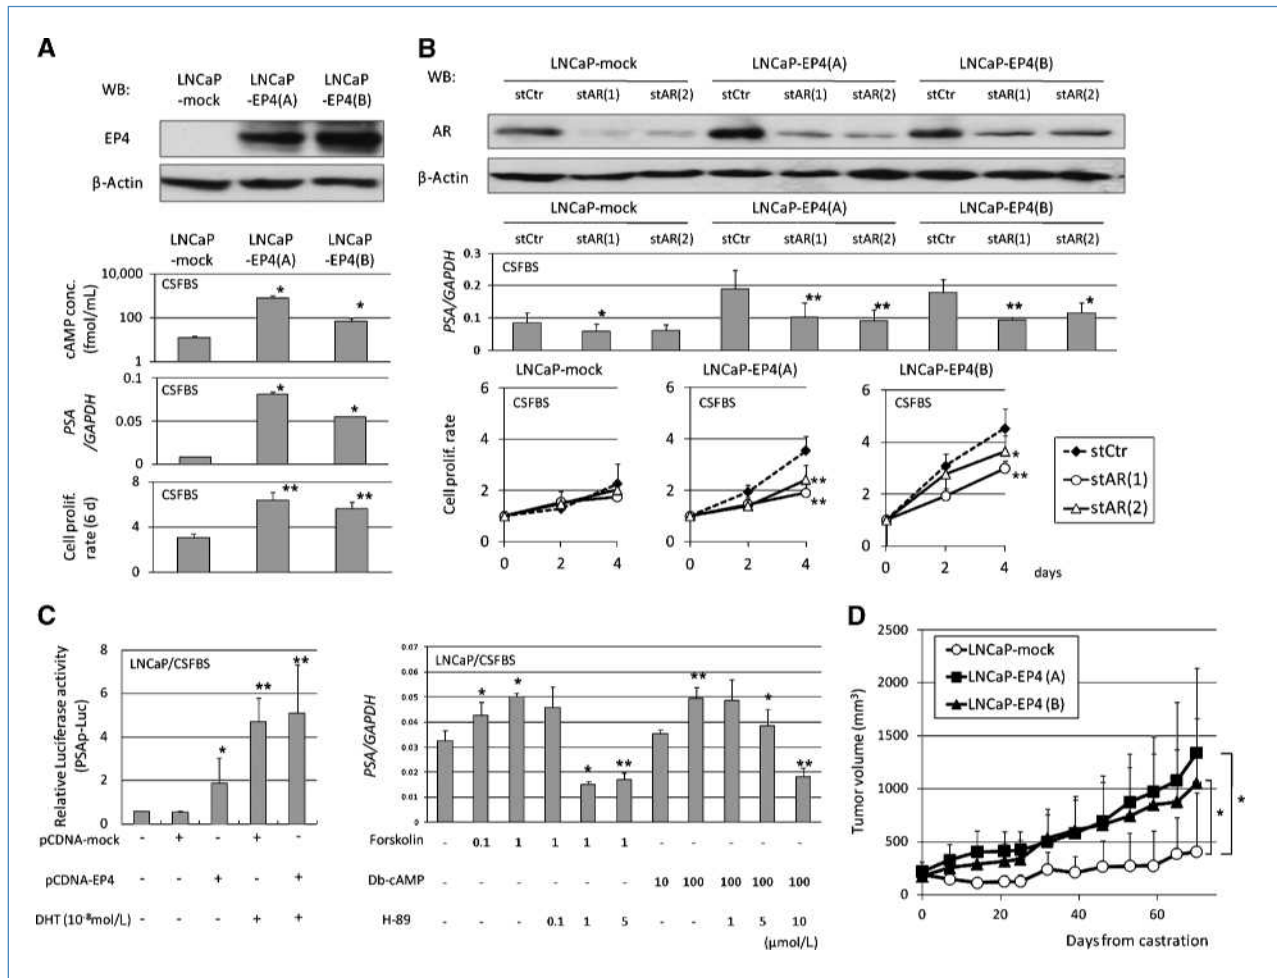 A
WB:
LNCaP -mock
LNCaP -EP4(A)
LNCaP -EP4(B)
EP4
β-Actin
LNCaP -mock
LNCaP -EP4(A)
LNCaP -EP4(B)
cAMP conc. (fmol/mL)
10,000
100
1
CSFBS
*
*
PSA /GAPDH
0.1
0.05
0
CSFBS
*
*
Cell prolif. rate (6 d)
8
4
0
CSFBS
**
**
B
WB:
LNCaP-mock
LNCaP-EP4(A)
LNCaP-EP4(B)
stCtr stAR(1) stAR(2) stCtr stAR(1) stAR(2) stCtr stAR(1) stAR(2)
AR
β-Actin
LNCaP-mock
LNCaP-EP4(A)
LNCaP-EP4(B)
stCtr stAR(1) stAR(2) stCtr stAR(1) stAR(2) stCtr stAR(1) stAR(2)
PSA/GAPDH
0.3
0.2
0.1
0
CSFBS
* ** ** ** *
LNCaP-mock
LNCaP-EP4(A)
LNCaP-EP4(B)
Cell prolif. rate
6
4
2
0
CSFBS
0 2 4
6
4
2
0
CSFBS
**
**
0 2 4
6
4
2
0
CSFBS
*
**
0 2 4
days
stCtr
stAR(1)
stAR(2)
C
Relative Luciferase activity (PSAp-Luc)
8
6
4
2
0
LNCaP/CSFBS
* ** **
pCDNA-mock - + - + -
pCDNA-EP4 - - + - +
DHT (10⁻⁸mol/L) - - - + +
PSA/GAPDH
0.07
0.06
0.05
0.04
0.03
0.02
0.01
0
LNCaP/CSFBS
* * * ** ** * **
Forskolin - 0.1 1 1 1 1 - - - - -
Db-cAMP - - - - - - 10 100 100 100 100
H-89 - - - 0.1 1 5 - - 1 5 10
(μmol/L)
D
Tumor volume (mm³)
2500
2000
1500
1000
500
0
LNCaP-mock
LNCaP-EP4 (A)
LNCaP-EP4 (B)
*
*
0 20 40 60
Days from castration